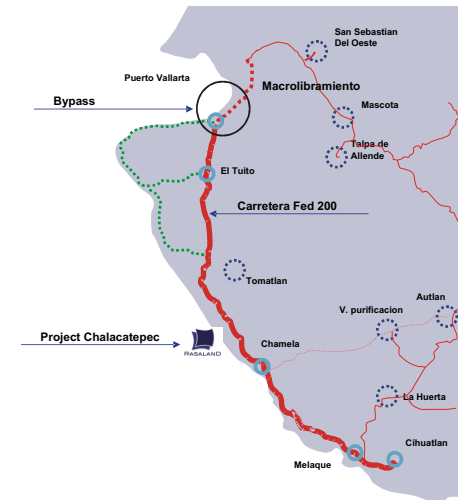 San Sebastian
Del Oeste
Puerto Vallarta
Macrolibramiento
Bypass
Mascota
Talpa de
Allende
El Tuito
Carretera Fed 200
Tomatlan
Autlan
V. purificacion
Project Chalacatepec
RASALAND
Chamela
La Huerta
Cihuatlan
Melaque